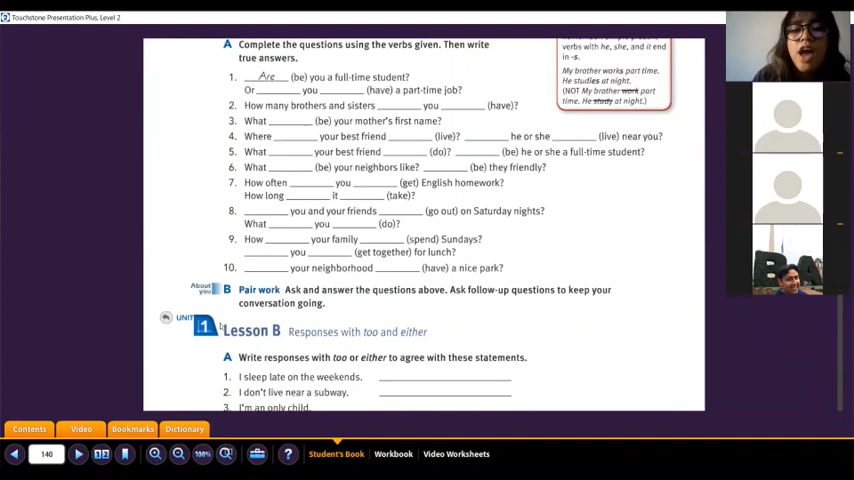 Touchstone Presentation Plus, Level 2
A Complete the questions using the verbs given. Then write
true answers.
1. Are (be) you a full-time student?
Or ________ you ________ (have) a part-time job?
2. How many brothers and sisters ________ you ________ (have)?
3. What ________ (be) your mother's first name?
4. Where ________ your best friend ________ (live)? ________ he or she ________ (live) near you?
5. What ________ your best friend ________ (do)? ________ (be) he or she a full-time student?
6. What ________ (be) your neighbors like? ________ (be) they friendly?
7. How often ________ you ________ (get) English homework?
How long ________ it ________ (take)?
8. ________ you and your friends ________ (go out) on Saturday nights?
What ________ you ________ (do)?
9. How ________ your family ________ (spend) Sundays?
________ you ________ (get together) for lunch?
10. ________ your neighborhood ________ (have) a nice park?
verbs with he, she, and it end
in -s.
My brother works part time.
He studies at night.
(NOT My brother work part
time. He study at night.)
About
you
B Pair work Ask and answer the questions above. Ask follow-up questions to keep your
conversation going.
UNIT
1
Lesson B Responses with too and either
A Write responses with too or either to agree with these statements.
1. I sleep late on the weekends. ________
2. I don't live near a subway. ________
3. I'm an only child.
B A
Contents Video Bookmarks Dictionary
140 1 2 100% ? Student's Book Workbook Video Worksheets